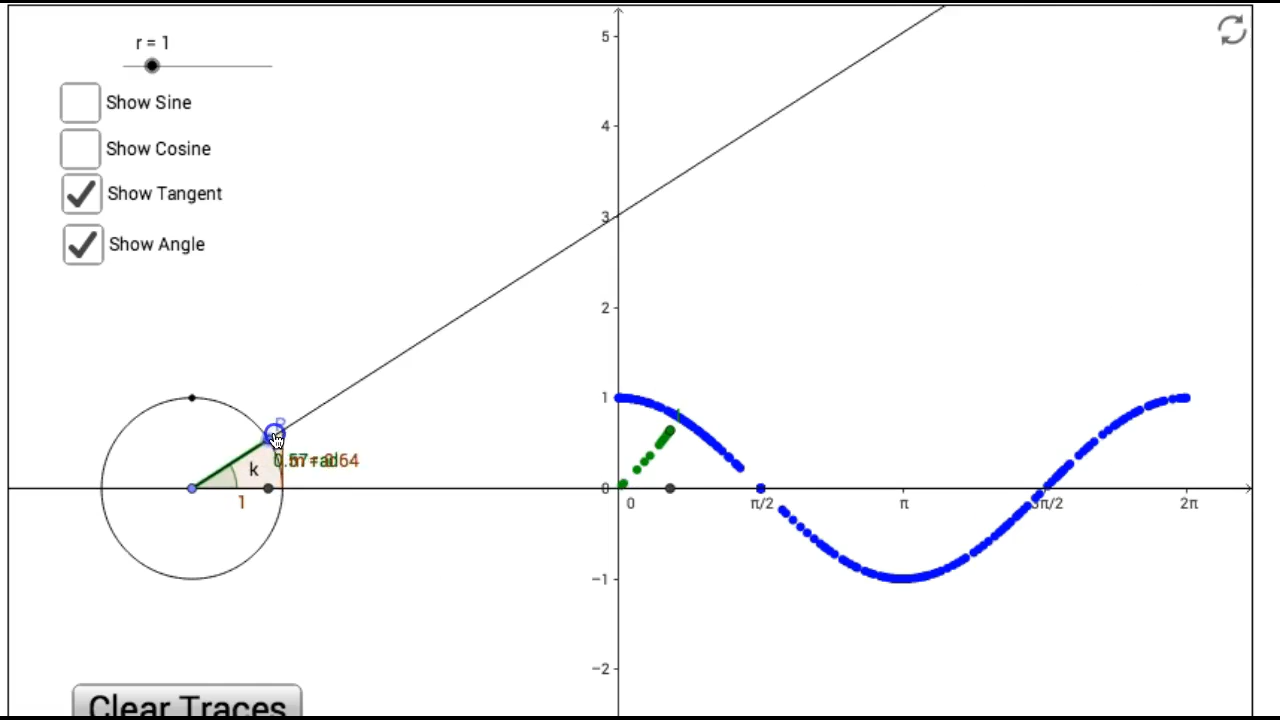 r = 1
Show Sine
Show Cosine
Show Tangent
Show Angle
5
4
3
2
1
0
−1
−2
0
π/2
π
3π/2
2π
k
1
Clear Traces